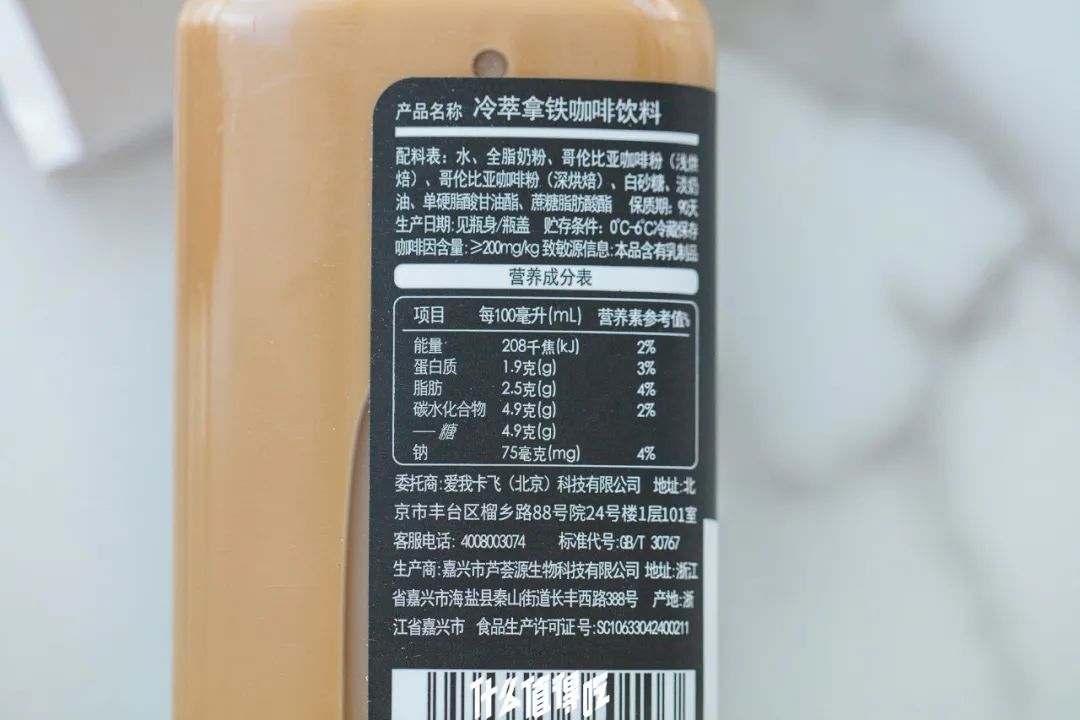 产品名称 冷萃拿铁咖啡饮料
配料表：水、全脂奶粉、哥伦比亚咖啡粉（浅烘
焙）、哥伦比亚咖啡粉（深烘焙）、白砂糖、淡奶
油、单硬脂酸甘油酯、蔗糖脂肪酸酯 保质期：90天
生产日期:见瓶身/瓶盖 贮存条件：0℃-6℃冷藏保存
咖啡因含量:≥200mg/kg 致敏源信息:本品含有乳制品
营养成分表
项目 每100毫升(mL) 营养素参考值%
能量 208千焦(kJ) 2%
蛋白质 1.9克(g) 3%
脂肪 2.5克(g) 4%
碳水化合物 4.9克(g) 2%
—糖 4.9克(g)
钠 75毫克(mg) 4%
委托商:爱我卡飞（北京）科技有限公司 地址:北
京市丰台区榴乡路88号院24号楼1层101室
客服电话：4008003074 标准代号:GB/T 30767
生产商:嘉兴市芦荟源生物科技有限公司 地址:浙江
省嘉兴市海盐县秦山街道长丰西路388号 产地:浙
江省嘉兴市 食品生产许可证号:SC10633042400211
什么值得吃